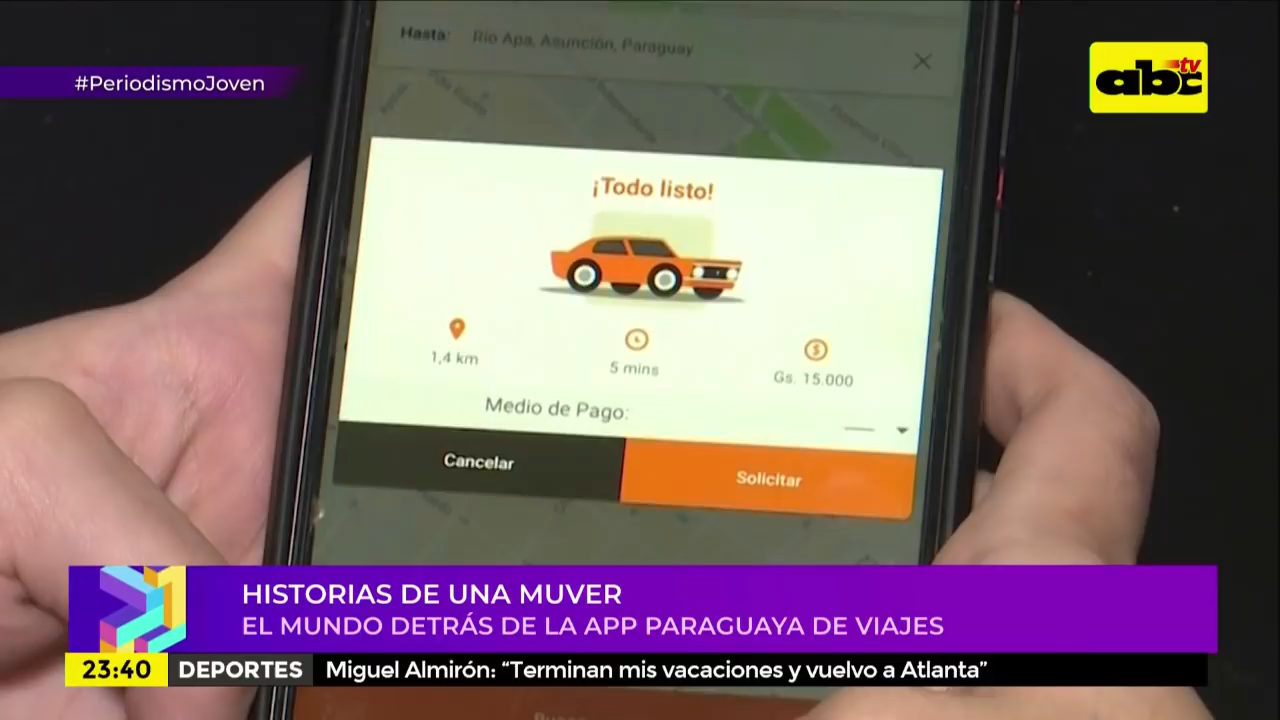 Hasta: Río Apa, Asunción, Paraguay
#PeriodismoJoven
abc tv
¡Todo listo!
1,4 km
5 mins
Gs. 15.000
Medio de Pago:
Cancelar
Solicitar
HISTORIAS DE UNA MUVER
EL MUNDO DETRÁS DE LA APP PARAGUAYA DE VIAJES
23:40 DEPORTES Miguel Almirón: “Terminan mis vacaciones y vuelvo a Atlanta”